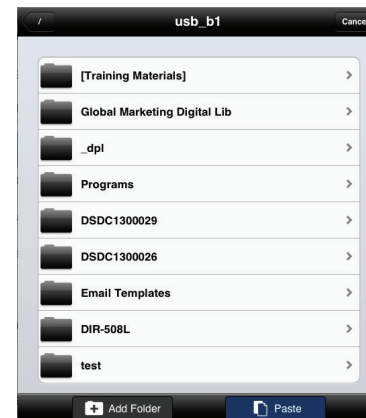 /
usb_b1
Cance
[Training Materials]
Global Marketing Digital Lib
_dpl
Programs
DSDC1300029
DSDC1300026
Email Templates
DIR-508L
test
Add Folder
Paste